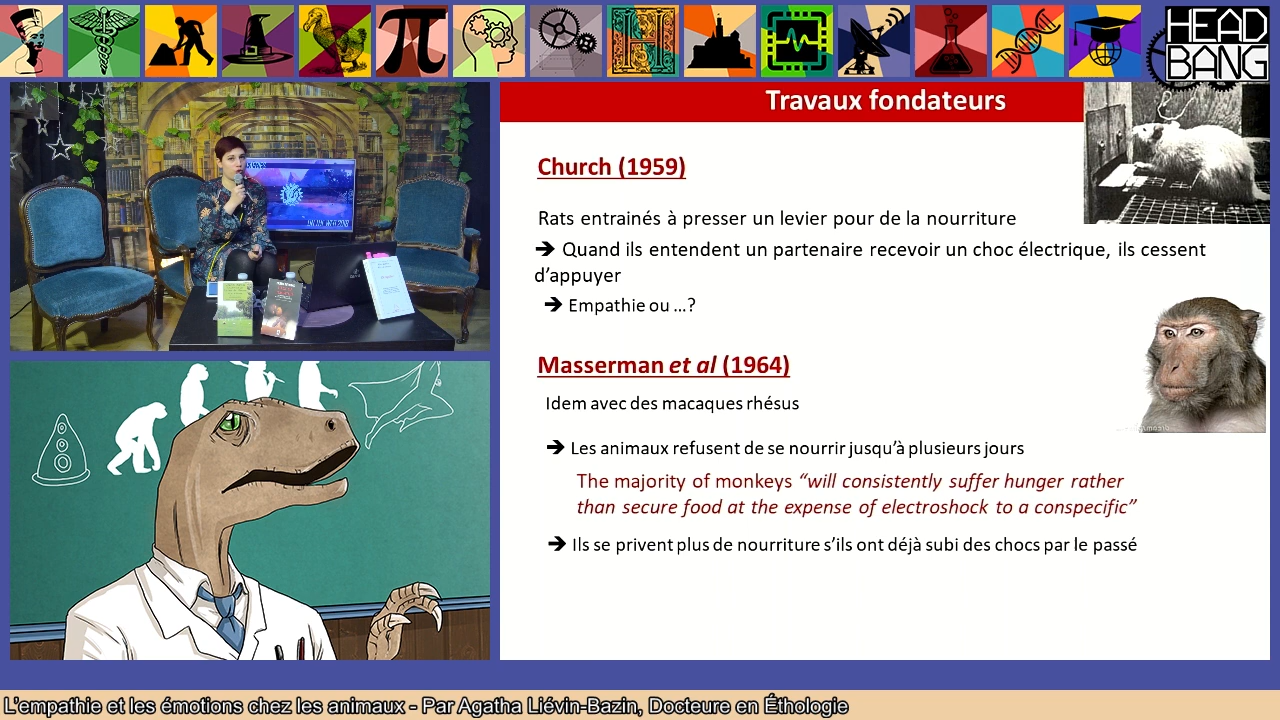 HEAD
BANG
Travaux fondateurs
Church (1959)
Rats entrainés à presser un levier pour de la nourriture
➔ Quand ils entendent un partenaire recevoir un choc électrique, ils cessent
d'appuyer
➔ Empathie ou ...?
Masserman et al (1964)
Idem avec des macaques rhésus
➔ Les animaux refusent de se nourrir jusqu'à plusieurs jours
The majority of monkeys “will consistently suffer hunger rather
than secure food at the expense of electroshock to a conspecific”
➔ Ils se privent plus de nourriture s'ils ont déjà subi des chocs par le passé
L'empathie et les émotions chez les animaux - Par Agatha Liévin-Bazin, Docteure en Éthologie